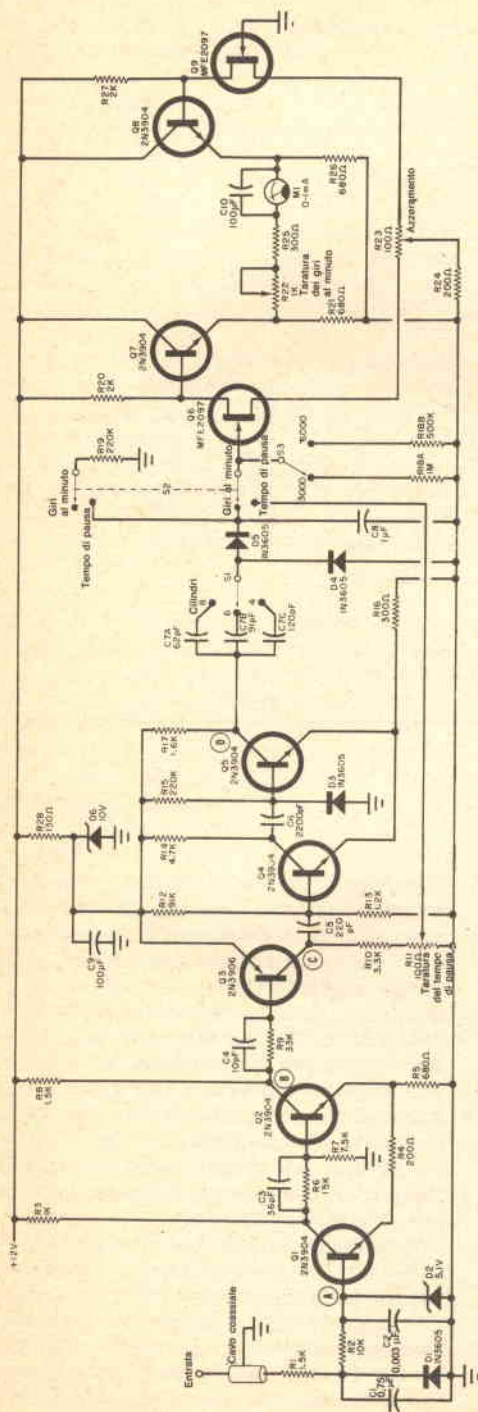 +12V
Entrata
Cavo coassiale
R1
1,5K
C1
0,75
µF
D1
1N3605
R2
10K
C2
0,003 µF
A
D2
5,1V
R3
1K
Q1
2N3904
C3
36pF
R6
15K
R7
7,5K
R4
200Ω
R5
680Ω
Q2
2N3904
B
R8
1,5K
C4
10pF
R9
33K
Q3
2N3906
C
R10
3,3K
R11
100Ω
Taratura
del tempo
di pausa
C5
220
pF
R12
91K
R13
1,2K
C9
100µF
R28
150Ω
D6
10V
Q4
2N3904
R14
4,7K
C6
2200pF
R15
220K
D3
1N3605
Q5
2N3904
R17
1,6K
D
R16
300Ω
C7A
62pF
C7B
91pF
C7C
120pF
Cilindri
8
6
4
S1
D4
1N3605
D5
1N3605
C8
1µF
Giri
al minuto
Tempo di pausa
S2
R19
220K
Giri al minuto
Tempo di pausa
S3
3000
6000
R18A
1M
R18B
500K
Q6
MFE2097
R20
2K
Q7
2N3904
R21
680Ω
R22
1K
Taratura
dei giri
al minuto
R25
300Ω
C10
100µF
M1
0-1mA
R26
680Ω
R23
100Ω
Azzeramento
R24
200Ω
Q8
2N3904
R27
2K
Q9
MFE2097